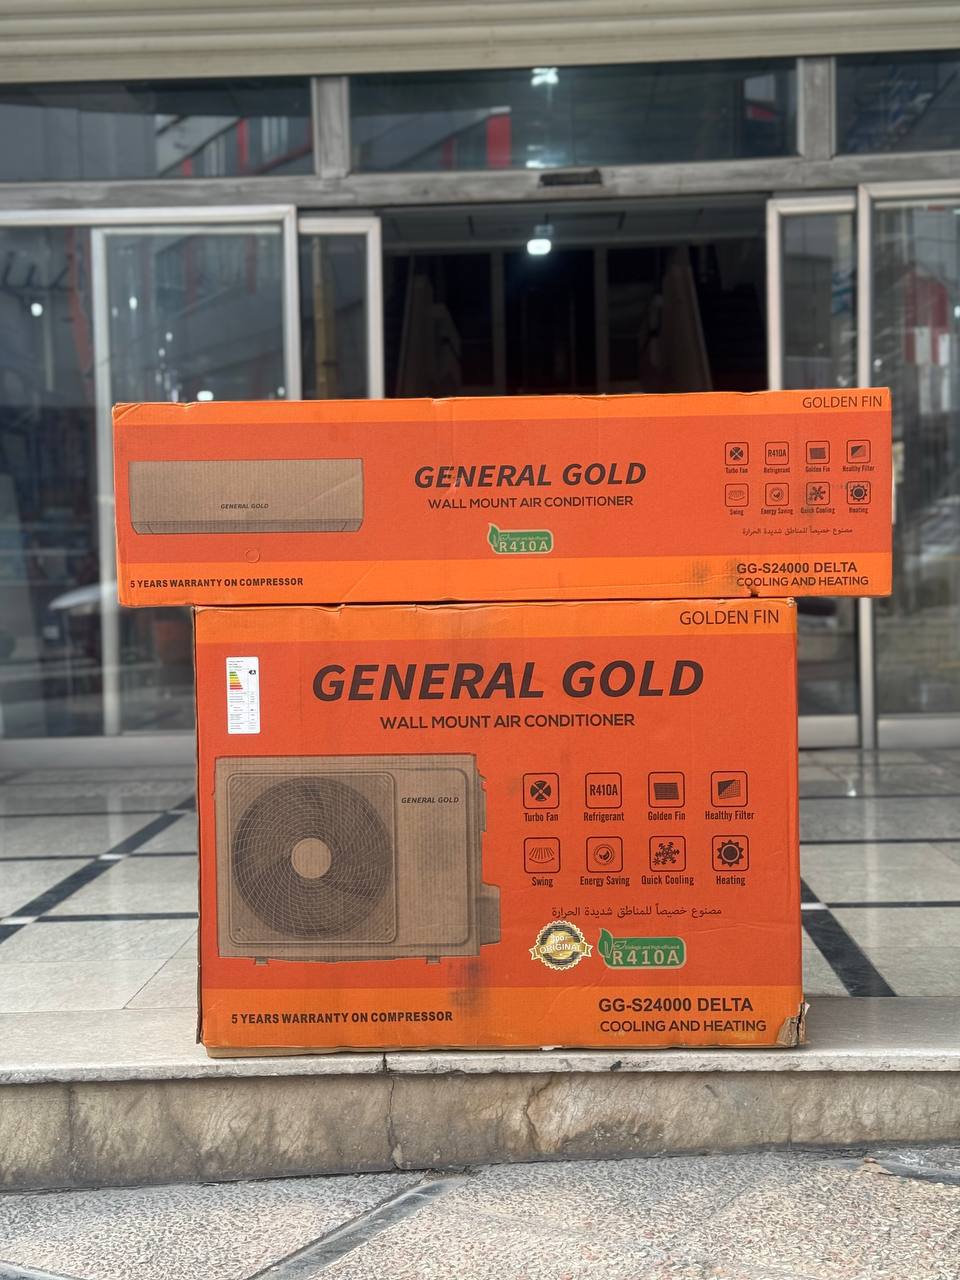 GOLDEN FIN
GENERAL GOLD
WALL MOUNT AIR CONDITIONER
R410A
GENERAL GOLD
R410A
Turbo Fan
Refrigerant
Golden Fin
Healthy Filter
Swing
Energy Saving
Quick Cooling
Heating
مصنوع خصيصاً للمناطق شديدة الحرارة
5 YEARS WARRANTY ON COMPRESSOR
GG-S24000 DELTA
COOLING AND HEATING
GOLDEN FIN
GENERAL GOLD
WALL MOUNT AIR CONDITIONER
A
GENERAL GOLD
R410A
Turbo Fan
Refrigerant
Golden Fin
Healthy Filter
Swing
Energy Saving
Quick Cooling
Heating
مصنوع خصيصاً للمناطق شديدة الحرارة
100%
ORIGINAL
R410A
5 YEARS WARRANTY ON COMPRESSOR
GG-S24000 DELTA
COOLING AND HEATING